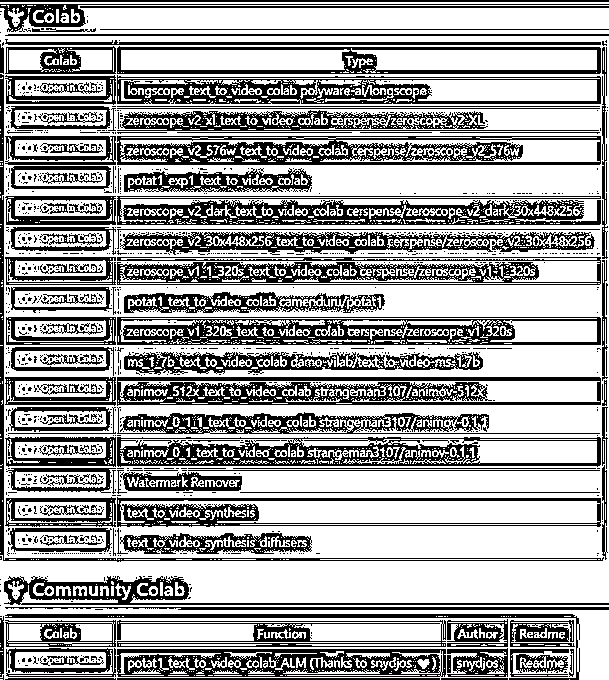 Colab
Colab Type
Open in Colab longscope_text_to_video_colab polyware-ai/longscope
Open in Colab zeroscope_v2_xl_text_to_video_colab cerspense/zeroscope_v2_XL
Open in Colab zeroscope_v2_576w_text_to_video_colab cerspense/zeroscope_v2_576w
Open in Colab potat1_exp1_text_to_video_colab
Open in Colab zeroscope_v2_dark_text_to_video_colab cerspense/zeroscope_v2_dark_30x448x256
Open in Colab zeroscope_v2_30x448x256_text_to_video_colab cerspense/zeroscope_v2_30x448x256
Open in Colab zeroscope_v1-1_320s_text_to_video_colab cerspense/zeroscope_v1-1_320s
Open in Colab potat1_text_to_video_colab camenduru/potat1
Open in Colab zeroscope_v1_320s_text_to_video_colab cerspense/zeroscope_v1_320s
Open in Colab ms_1.7b_text_to_video_colab damo-vilab/text-to-video-ms-1.7b
Open in Colab animov_512x_text_to_video_colab strangeman3107/animov-512x
Open in Colab animov_0_1_1_text_to_video_colab strangeman3107/animov-0.1.1
Open in Colab animov_0_1_text_to_video_colab strangeman3107/animov-0.1.1
Open in Colab Watermark Remover
Open in Colab text_to_video_synthesis
Open in Colab text_to_video_synthesis_diffusers
Community Colab
Colab Function Author Readme
Open in Colab potat1_text_to_video_colab_ALM (Thanks to snydjos ♥) snydjos Readme